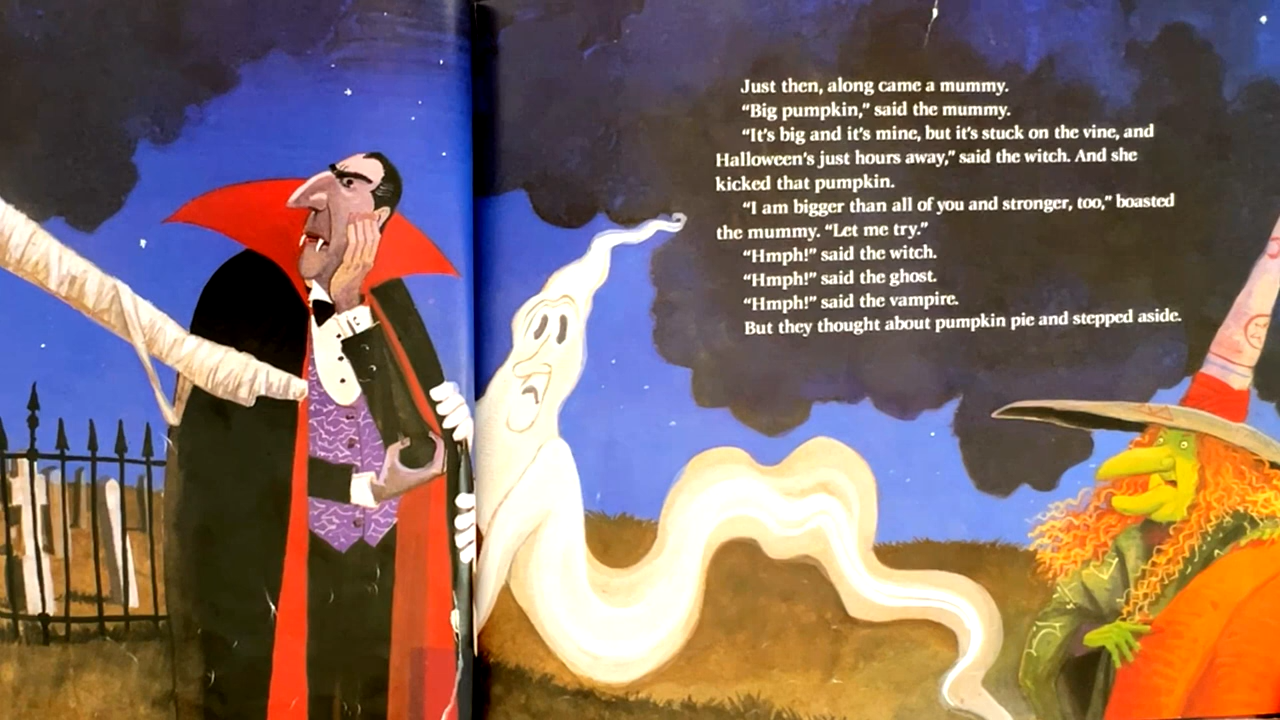 Just then, along came a mummy.
“Big pumpkin,” said the mummy.
“It’s big and it’s mine, but it’s stuck on the vine, and
Halloween’s just hours away,” said the witch. And she
kicked that pumpkin.
“I am bigger than all of you and stronger, too,” boasted
the mummy. “Let me try.”
“Hmph!” said the witch.
“Hmph!” said the ghost.
“Hmph!” said the vampire.
But they thought about pumpkin pie and stepped aside.